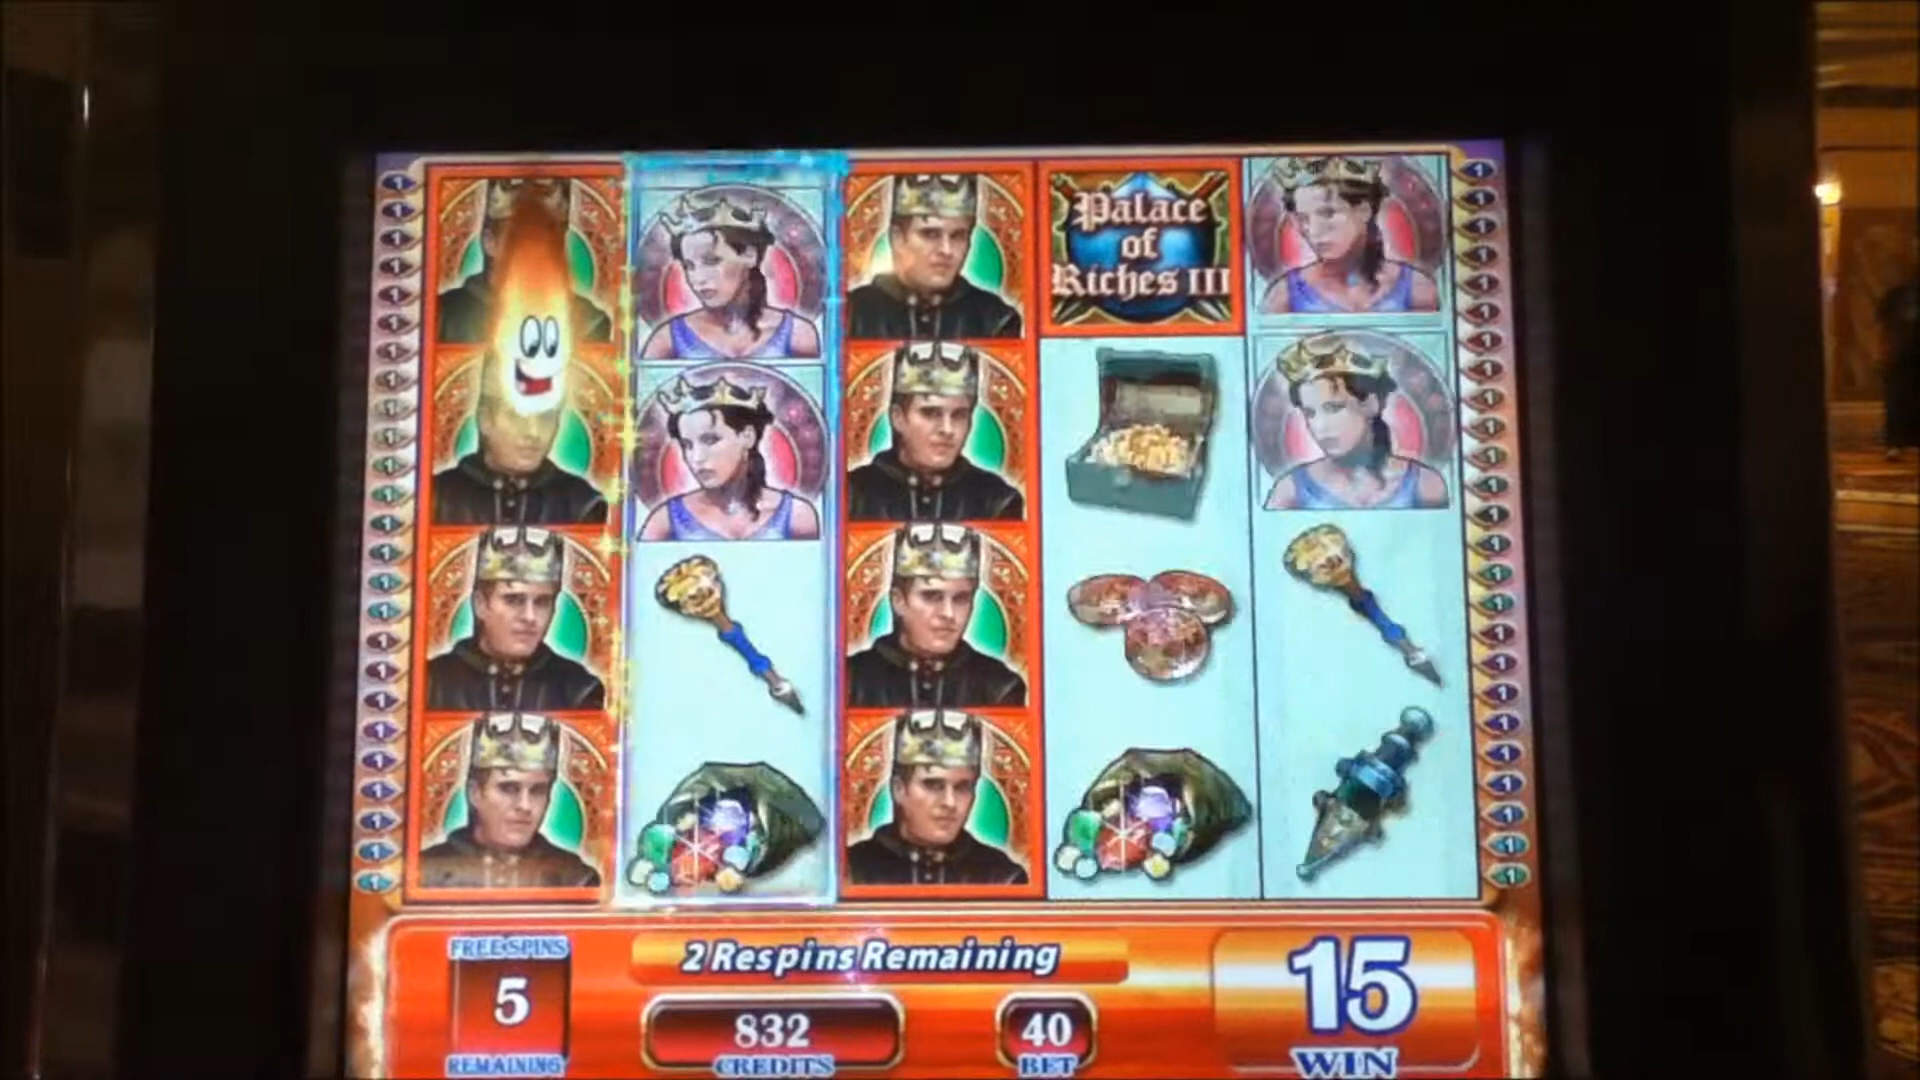 Palace
of
Riches III
2 Respins Remaining
FREE SPINS
5
REMAINING
832
CREDITS
40
BET
15
WIN